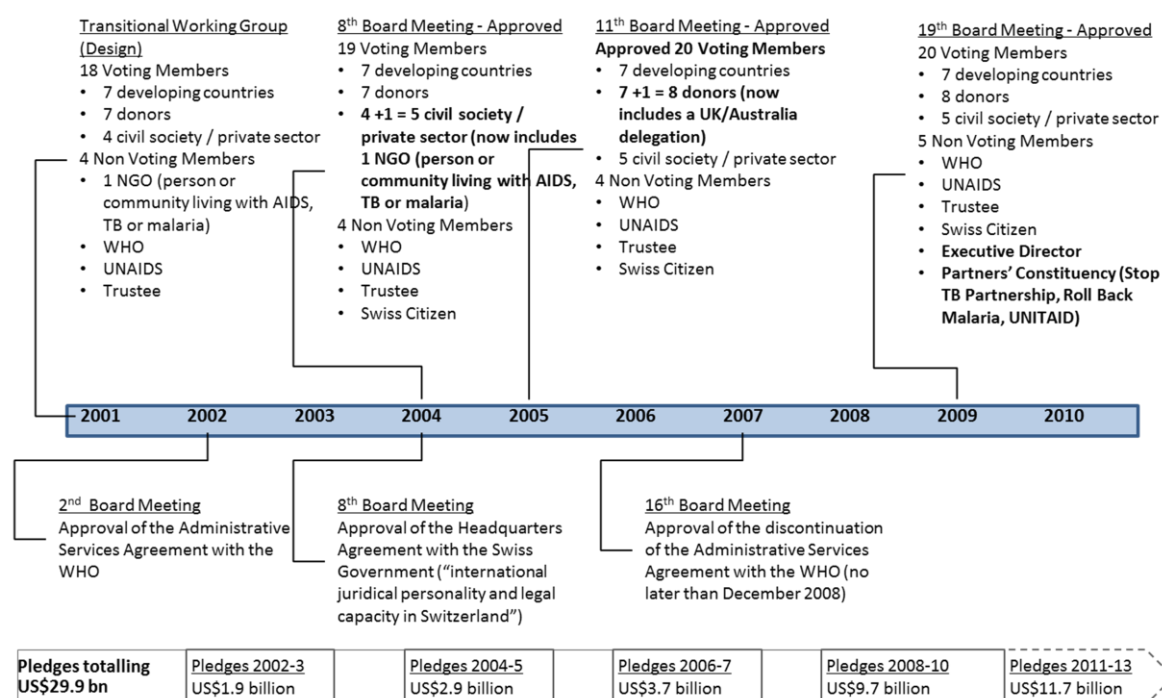 Transitional Working Group
(Design)
18 Voting Members
• 7 developing countries
• 7 donors
• 4 civil society / private sector
4 Non Voting Members
• 1 NGO (person or
community living with AIDS,
TB or malaria)
• WHO
• UNAIDS
• Trustee
8th Board Meeting - Approved
19 Voting Members
• 7 developing countries
• 7 donors
• 4 +1 = 5 civil society /
private sector (now includes
1 NGO (person or
community living with AIDS,
TB or malaria)
4 Non Voting Members
• WHO
• UNAIDS
• Trustee
• Swiss Citizen
11th Board Meeting - Approved
Approved 20 Voting Members
• 7 developing countries
• 7 +1 = 8 donors (now
includes a UK/Australia
delegation)
• 5 civil society / private sector
4 Non Voting Members
• WHO
• UNAIDS
• Trustee
• Swiss Citizen
19th Board Meeting - Approved
20 Voting Members
• 7 developing countries
• 8 donors
• 5 civil society / private sector
5 Non Voting Members
• WHO
• UNAIDS
• Trustee
• Swiss Citizen
• Executive Director
• Partners' Constituency (Stop
TB Partnership, Roll Back
Malaria, UNITAID)
2001 2002 2003 2004 2005 2006 2007 2008 2009 2010
2nd Board Meeting
Approval of the Administrative
Services Agreement with the
WHO
8th Board Meeting
Approval of the Headquarters
Agreement with the Swiss
Government ("international
juridical personality and legal
capacity in Switzerland")
16th Board Meeting
Approval of the discontinuation
of the Administrative Services
Agreement with the WHO (no
later than December 2008)
Pledges totalling
US$29.9 bn
Pledges 2002-3
US$1.9 billion
Pledges 2004-5
US$2.9 billion
Pledges 2006-7
US$3.7 billion
Pledges 2008-10
US$9.7 billion
Pledges 2011-13
US$11.7 billion